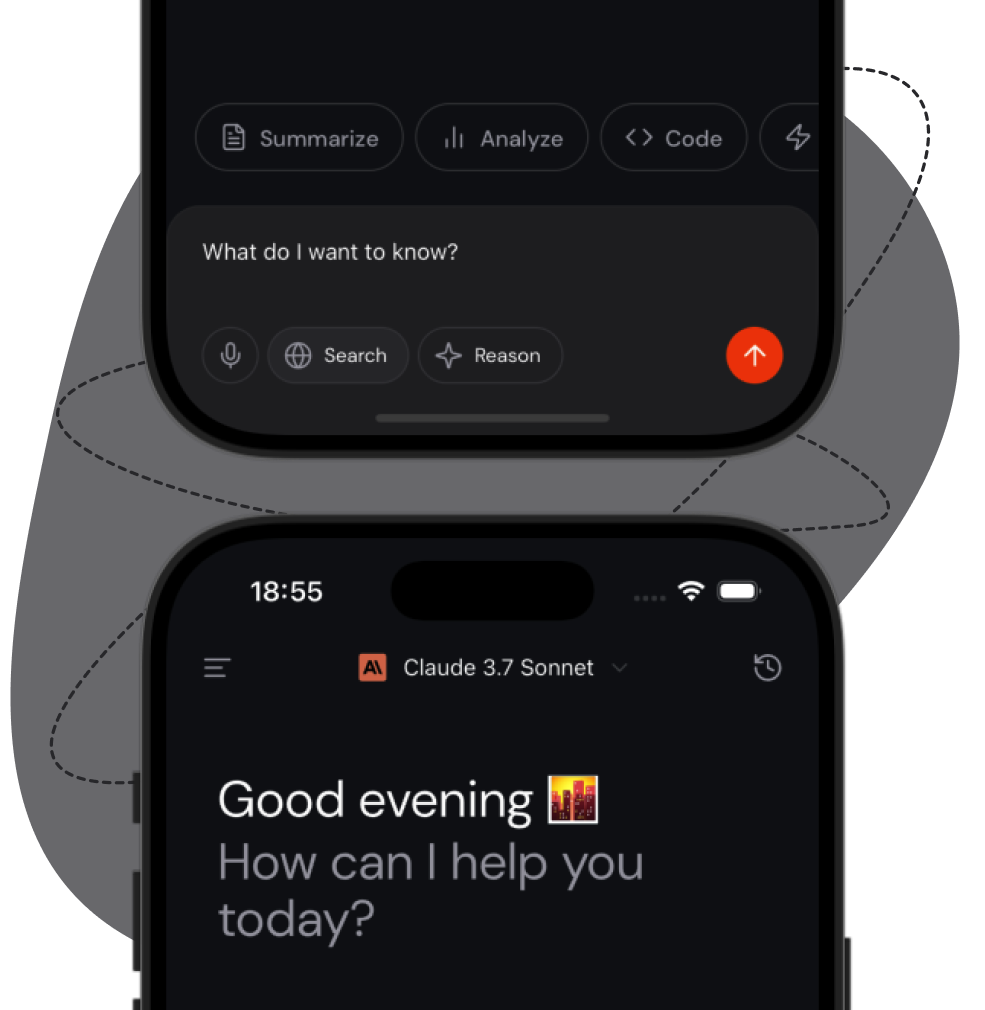 Summarize
Analyze
Code
What do I want to know?
Search
Reason
18:55
A\
Claude 3.7 Sonnet
Good evening 🌇
How can I help you
today?